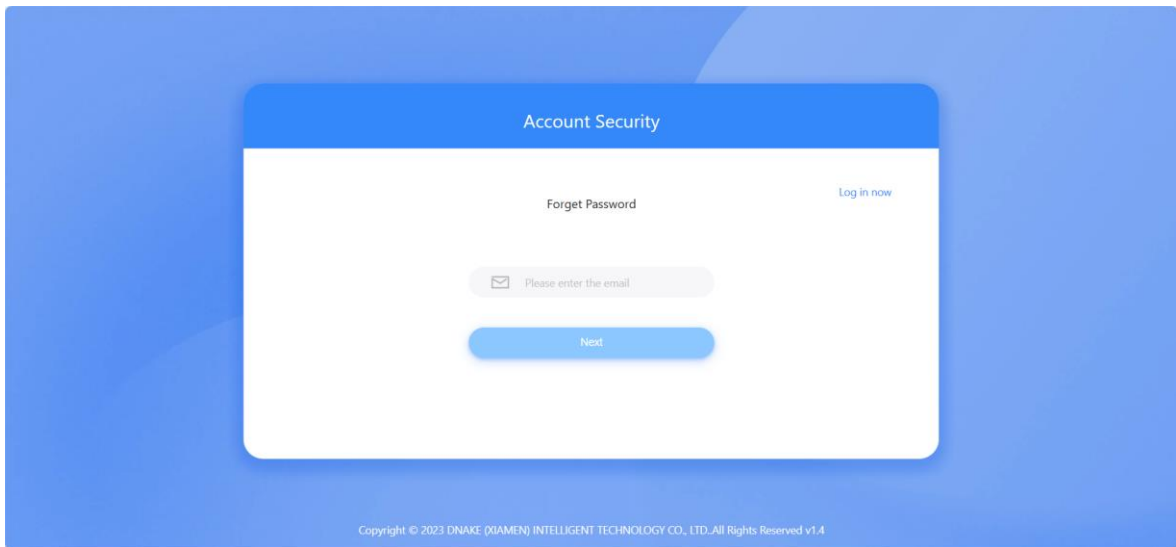 Account Security
Log in now
Forget Password
Please enter the email
Next
Copyright © 2023 DNAKE (XIAMEN) INTELLIGENT TECHNOLOGY CO., LTD..All Rights Reserved v1.4